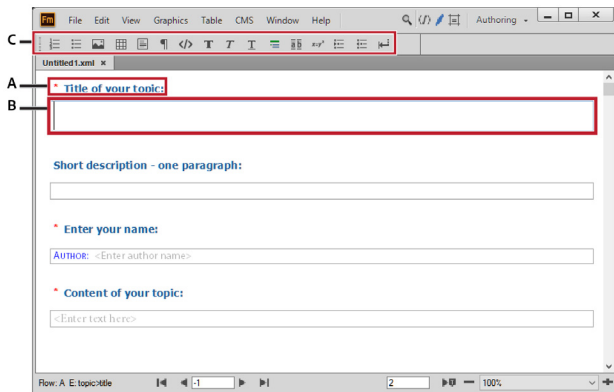 Fm File Edit View Graphics Table CMS Window Help Authoring
C
Untitled1.xml
A * Title of your topic:
B
Short description - one paragraph:
* Enter your name:
AUTHOR: <Enter author name>
* Content of your topic:
<Enter text here>
Row: A E: topic>title -1 2 100%